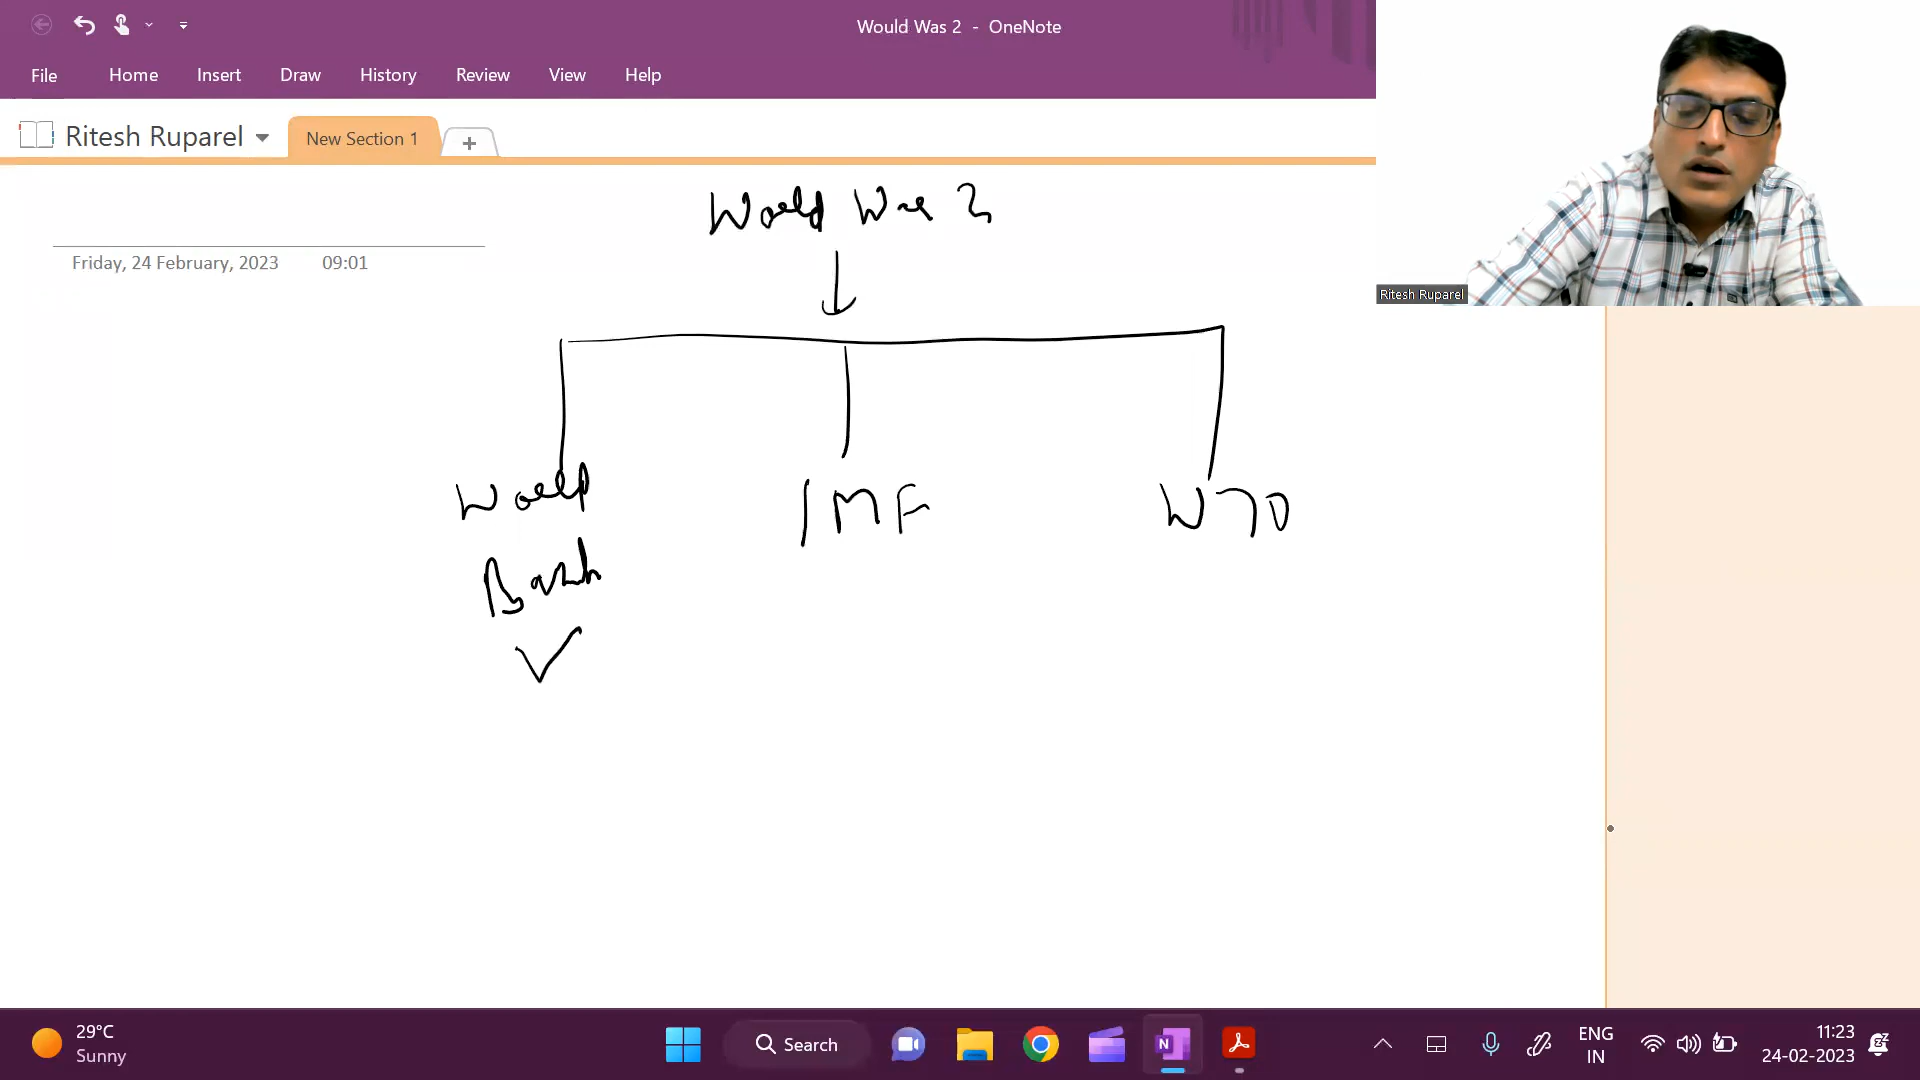 Would Was 2 - OneNote
File Home Insert Draw History Review View Help
Ritesh Ruparel New Section 1 +
World War 2
Friday, 24 February, 2023 09:01
Ritesh Ruparel
World IMF WTO
Bank
29°C
Sunny
Search
ENG
IN
11:23
24-02-2023